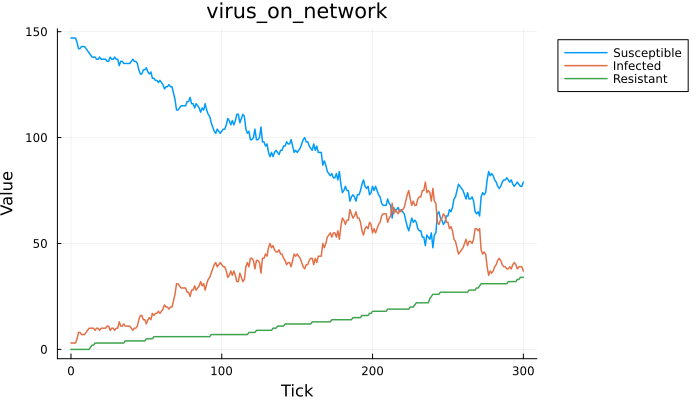 virus_on_network
150
100
50
0
0 100 200 300
Value
Tick
Susceptible
Infected
Resistant